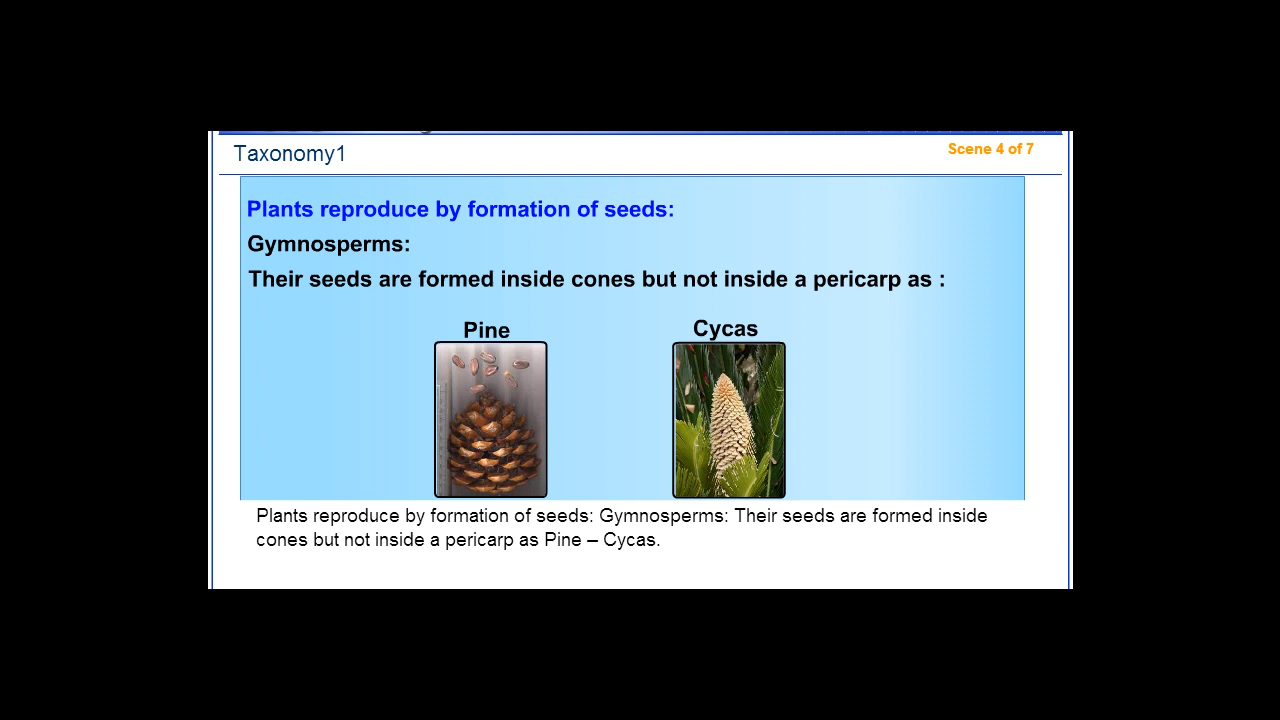 Taxonomy1
Scene 4 of 7
Plants reproduce by formation of seeds:
Gymnosperms:
Their seeds are formed inside cones but not inside a pericarp as :
Pine
Cycas
Plants reproduce by formation of seeds: Gymnosperms: Their seeds are formed inside
cones but not inside a pericarp as Pine – Cycas.